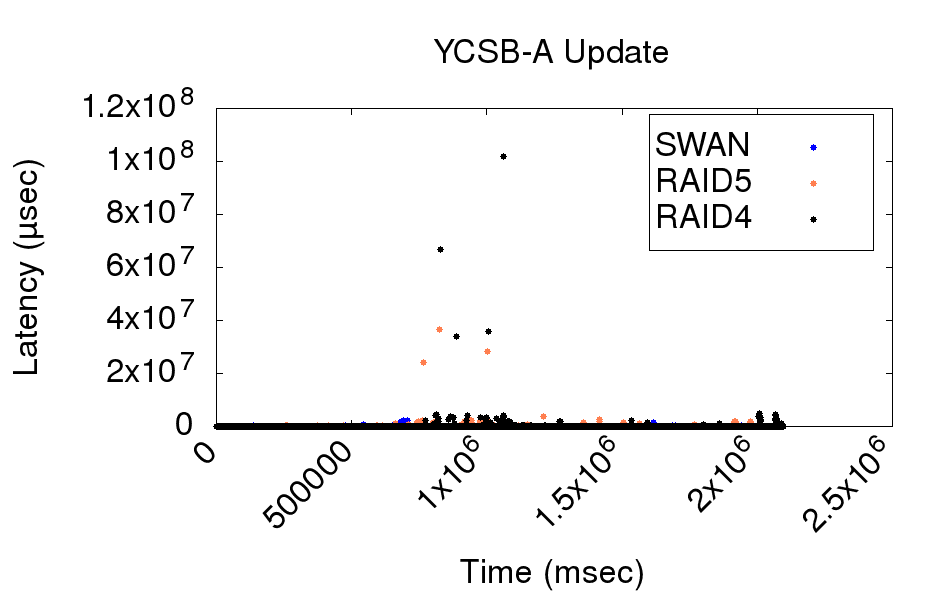 YCSB-A Update
Latency (µsec)
1.2x10^8
1x10^8
8x10^7
6x10^7
4x10^7
2x10^7
0
SWAN
RAID5
RAID4
0
500000
1x10^6
1.5x10^6
2x10^6
2.5x10^6
Time (msec)